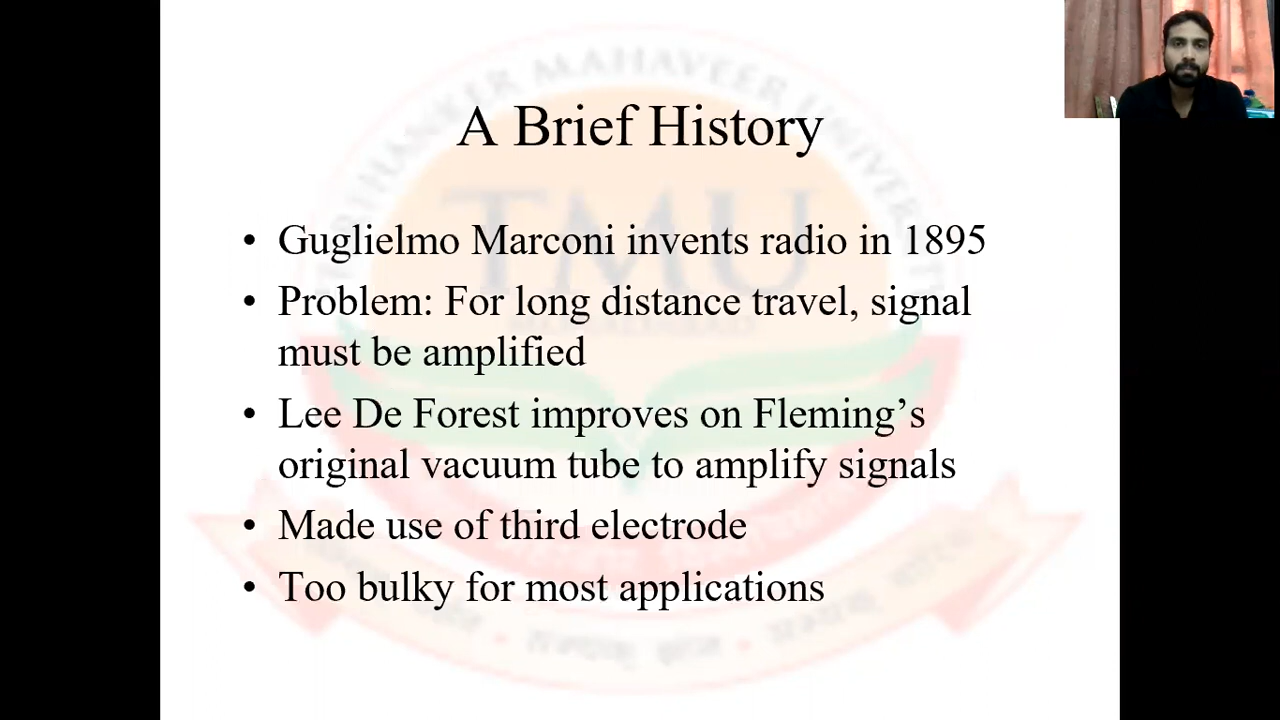 TMU
A Brief History
• Guglielmo Marconi invents radio in 1895
• Problem: For long distance travel, signal
must be amplified
• Lee De Forest improves on Fleming’s
original vacuum tube to amplify signals
• Made use of third electrode
• Too bulky for most applications